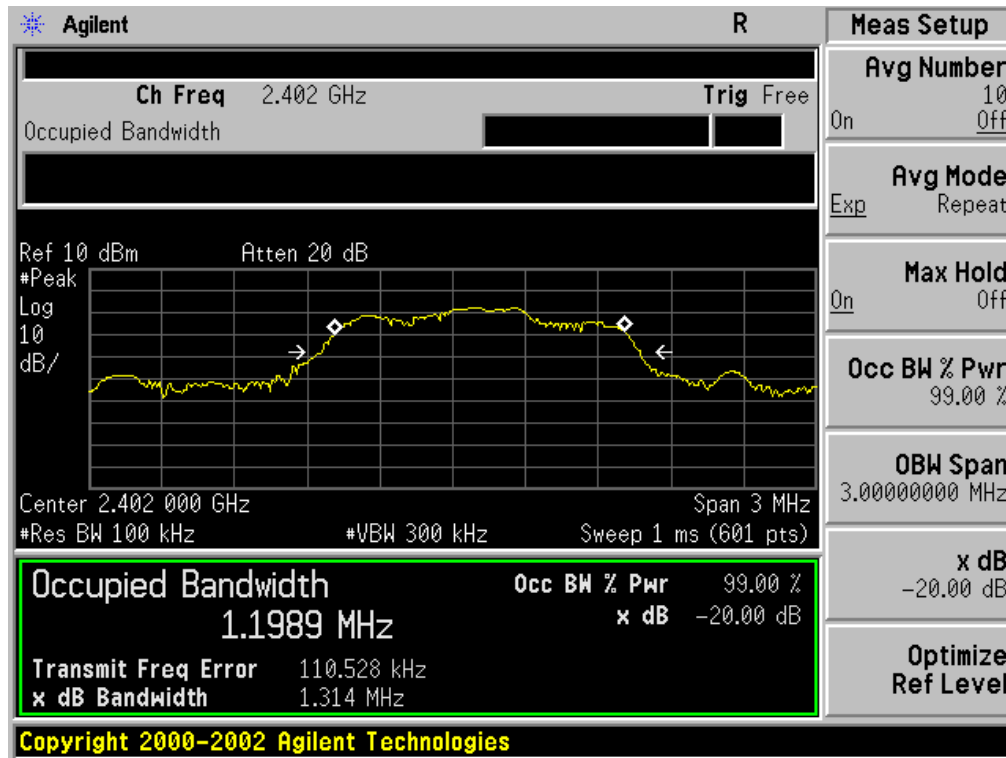 Agilent R Meas Setup
Ch Freq 2.402 GHz Trig Free
Occupied Bandwidth
Ref 10 dBm Atten 20 dB
#Peak
Log
10
dB/
Center 2.402 000 GHz Span 3 MHz
#Res BW 100 kHz #VBW 300 kHz Sweep 1 ms (601 pts)
Occupied Bandwidth Occ BW % Pwr 99.00 %
1.1989 MHz x dB -20.00 dB
Transmit Freq Error 110.528 kHz
x dB Bandwidth 1.314 MHz
Copyright 2000-2002 Agilent Technologies
Avg Number
10
On Off
Avg Mode
Exp Repeat
Max Hold
On Off
Occ BW % Pwr
99.00 %
OBW Span
3.00000000 MHz
x dB
-20.00 dB
Optimize
Ref Level